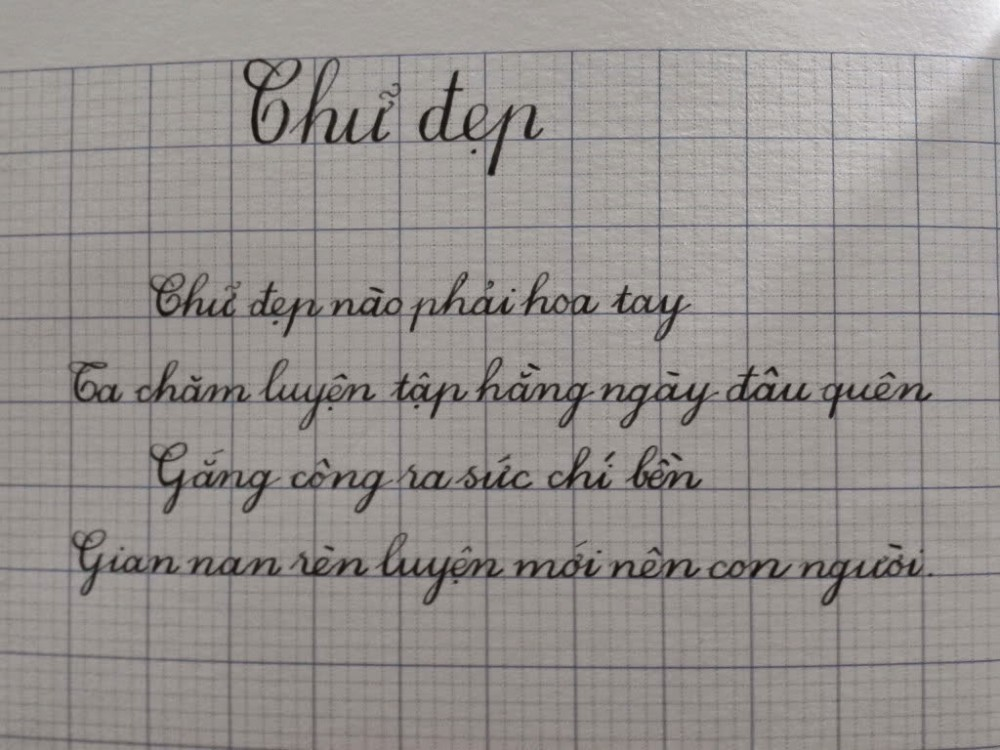 Chữ đẹp
Chữ đẹp nào phải hoa tay
Ta chăm luyện tập hằng ngày đâu quên
Gắng công ra sức chí bền
Gian nan rèn luyện mới nên con người.